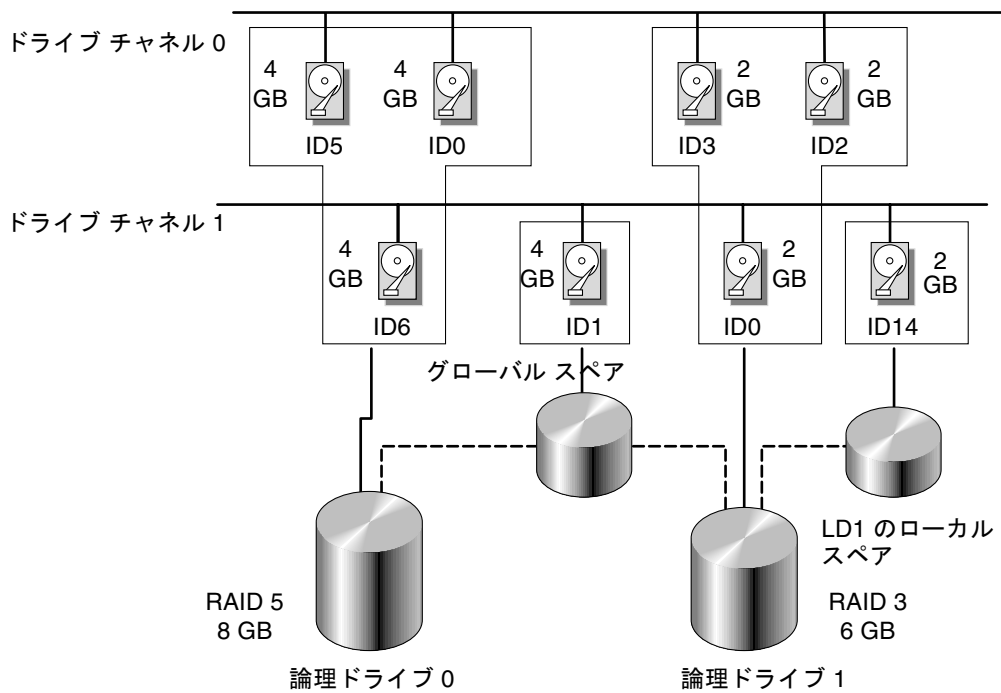 ドライブ チャネル 0
4
GB
ID5
4
GB
ID0
2
GB
ID3
2
GB
ID2
ドライブ チャネル 1
4
GB
ID6
4
GB
ID1
2
GB
ID0
2
GB
ID14
グローバル スペア
LD1 のローカル
スペア
RAID 5
8 GB
RAID 3
6 GB
論理ドライブ 0
論理ドライブ 1